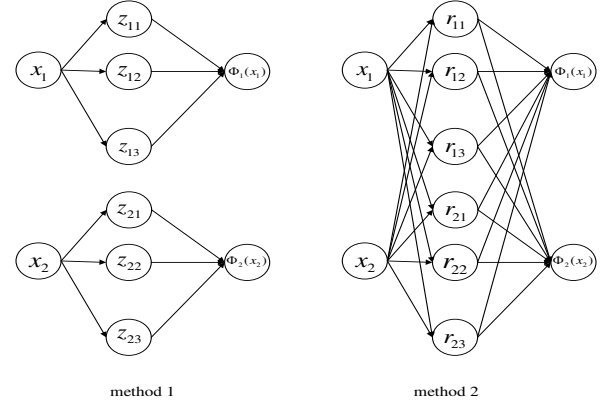 z₁₁
x₁ z₁₂ Φ₁(x₁)
z₁₃
z₂₁
x₂ z₂₂ Φ₂(x₂)
z₂₃
method 1
r₁₁
x₁ r₁₂ Φ₁(x₁)
r₁₃
r₂₁
x₂ r₂₂ Φ₂(x₂)
r₂₃
method 2